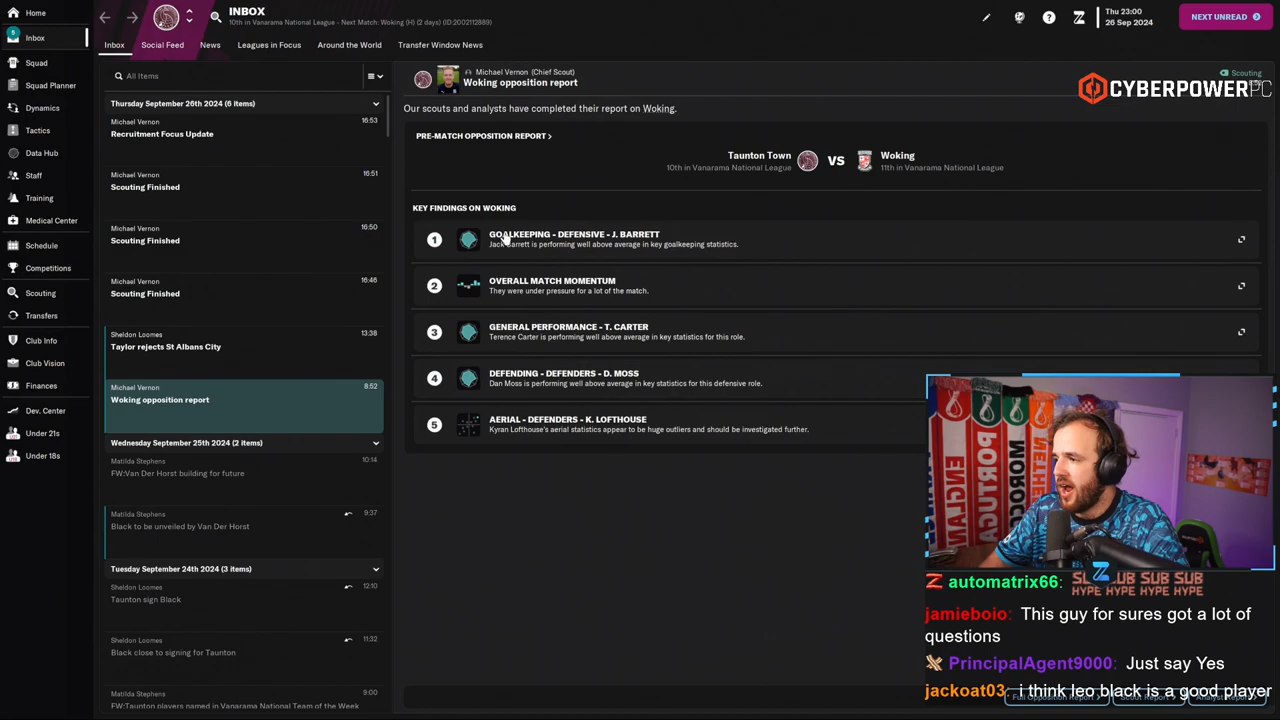 Home
Inbox
Squad
Squad Planner
Dynamics
Tactics
Data Hub
Staff
Training
Medical Center
Schedule
Competitions
Scouting
Transfers
Club Info
Club Vision
Finances
Dev. Center
Under 21s
Under 18s
INBOX
10th in Vanarama National League - Next Match: Woking (H) (2 days) (ID:2002112889)
Thu 23:00
26 Sep 2024
NEXT UNREAD
Inbox
Social Feed
News
Leagues in Focus
Around the World
Transfer Window News
All Items
Thursday September 26th 2024 (6 items)
Michael Vernon 16:53
Recruitment Focus Update
Michael Vernon 16:51
Scouting Finished
Michael Vernon 16:50
Scouting Finished
Michael Vernon 16:46
Scouting Finished
Sheldon Loomes 13:38
Taylor rejects St Albans City
Michael Vernon 8:52
Woking opposition report
Wednesday September 25th 2024 (2 items)
Matilda Stephens 10:14
FW:Van Der Horst building for future
Matilda Stephens 9:37
Black to be unveiled by Van Der Horst
Tuesday September 24th 2024 (3 items)
Sheldon Loomes 12:10
Taunton sign Black
Sheldon Loomes 11:32
Black close to signing for Taunton
Matilda Stephens 9:00
FW:Taunton players named in Vanarama National Team of the Week
Michael Vernon (Chief Scout)
Woking opposition report
Scouting
CYBERPOWERPC
Our scouts and analysts have completed their report on Woking.
PRE-MATCH OPPOSITION REPORT >
Taunton Town VS Woking
10th in Vanarama National League 11th in Vanarama National League
KEY FINDINGS ON WOKING
1 GOALKEEPING - DEFENSIVE - J. BARRETT
Jack Barrett is performing well above average in key goalkeeping statistics.
2 OVERALL MATCH MOMENTUM
They were under pressure for a lot of the match.
3 GENERAL PERFORMANCE - T. CARTER
Terence Carter is performing well above average in key statistics for this role.
4 DEFENDING - DEFENDERS - D. MOSS
Dan Moss is performing well above average in key statistics for this defensive role.
5 AERIAL - DEFENDERS - K. LOFTHOUSE
Kyran Lofthouse's aerial statistics appear to be huge outliers and should be investigated further.
ENGLAN
PORTUG
MOROC
NETH
automatrix66: SUB HYPE SUB HYPE
jamieboio: This guy for sures got a lot of
questions
PrincipalAgent9000: Just say Yes
jackoat03: i think leo black is a good player